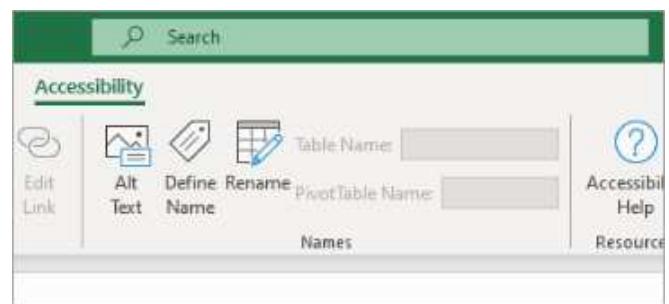 Search
Accessibility
Edit Link
Alt Text
Define Name
Rename
Table Name:
PivotTable Name:
Accessibil
Help
Names
Resource